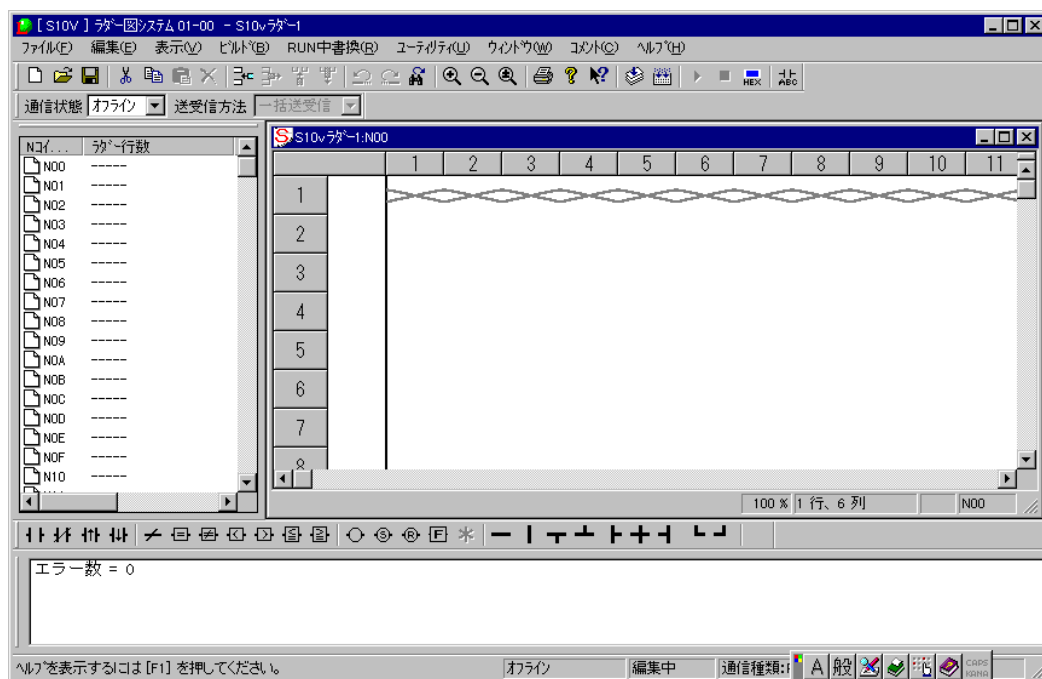 [ S10V ] ﾗﾀﾞｰ図ｼｽﾃﾑ 01-00 - S10vﾗﾀﾞｰ1
ﾌｧｲﾙ(F) 編集(E) 表示(V) ﾋﾞﾙﾄﾞ(B) RUN中書換(R) ﾕｰﾃｨﾘﾃｨ(U) ｳｨﾝﾄﾞｳ(W) ｺﾒﾝﾄ(C) ﾍﾙﾌﾟ(H)
HEX ABC
通信状態 ｵﾌﾗｲﾝ 送受信方法 一括送受信
Nｺｲ... ﾗﾀﾞｰ行数
N00 -----
N01 -----
N02 -----
N03 -----
N04 -----
N05 -----
N06 -----
N07 -----
N08 -----
N09 -----
N0A -----
N0B -----
N0C -----
N0D -----
N0E -----
N0F -----
N10 -----
S10vﾗﾀﾞｰ1:N00
1 2 3 4 5 6 7 8 9 10 11
1
2
3
4
5
6
7
8
100 % 1 行、6 列 N00
S R F
エラー数 = 0
ﾍﾙﾌﾟを表示するには [F1] を押してください。 ｵﾌﾗｲﾝ 編集中 通信種類: A 般 CAPS
KANA